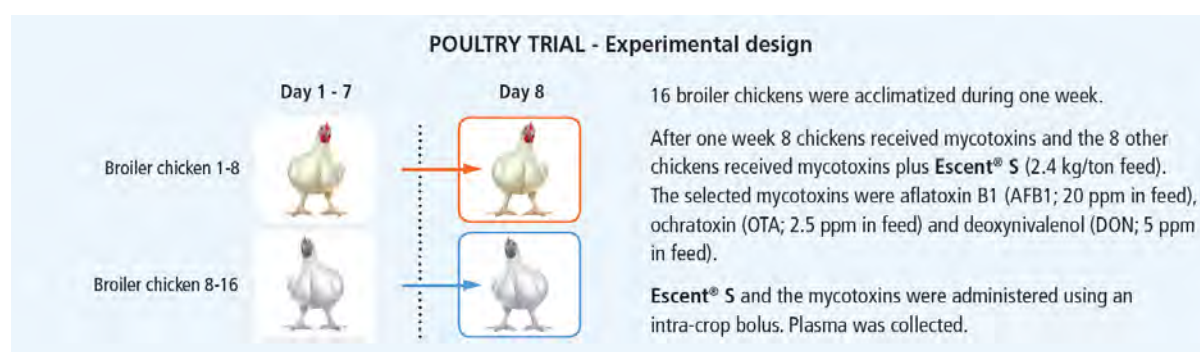 POULTRY TRIAL - Experimental design
Day 1 - 7
Day 8
Broiler chicken 1-8
Broiler chicken 8-16
16 broiler chickens were acclimatized during one week.
After one week 8 chickens received mycotoxins and the 8 other
chickens received mycotoxins plus Escent® S (2.4 kg/ton feed).
The selected mycotoxins were aflatoxin B1 (AFB1; 20 ppm in feed),
ochratoxin (OTA; 2.5 ppm in feed) and deoxynivalenol (DON; 5 ppm
in feed).
Escent® S and the mycotoxins were administered using an
intra-crop bolus. Plasma was collected.